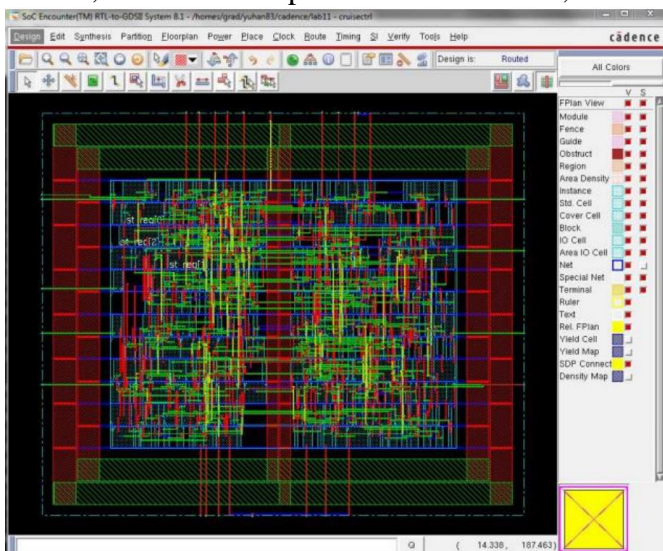 SoC Encounter(TM) RTL-to-GDSII System 8.1 - /homes/grad/yuhan83/cadence/lab11 - cruisectrl
Design Edit Synthesis Partition Floorplan Power Place Clock Route Timing SI Verify Tools Help
cādence
Design is: Routed
All Colors
V S
FPlan View
Module
Fence
Guide
Obstruct
Region
Area Density
Instance
Std. Cell
Cover Cell
Block
IO Cell
Area IO Cell
Net
Special Net
Terminal
Ruler
Text
Rel. FPlan
Yield Cell
Yield Map
SDP Connect
Density Map
Q ( 14.338, 187.463)